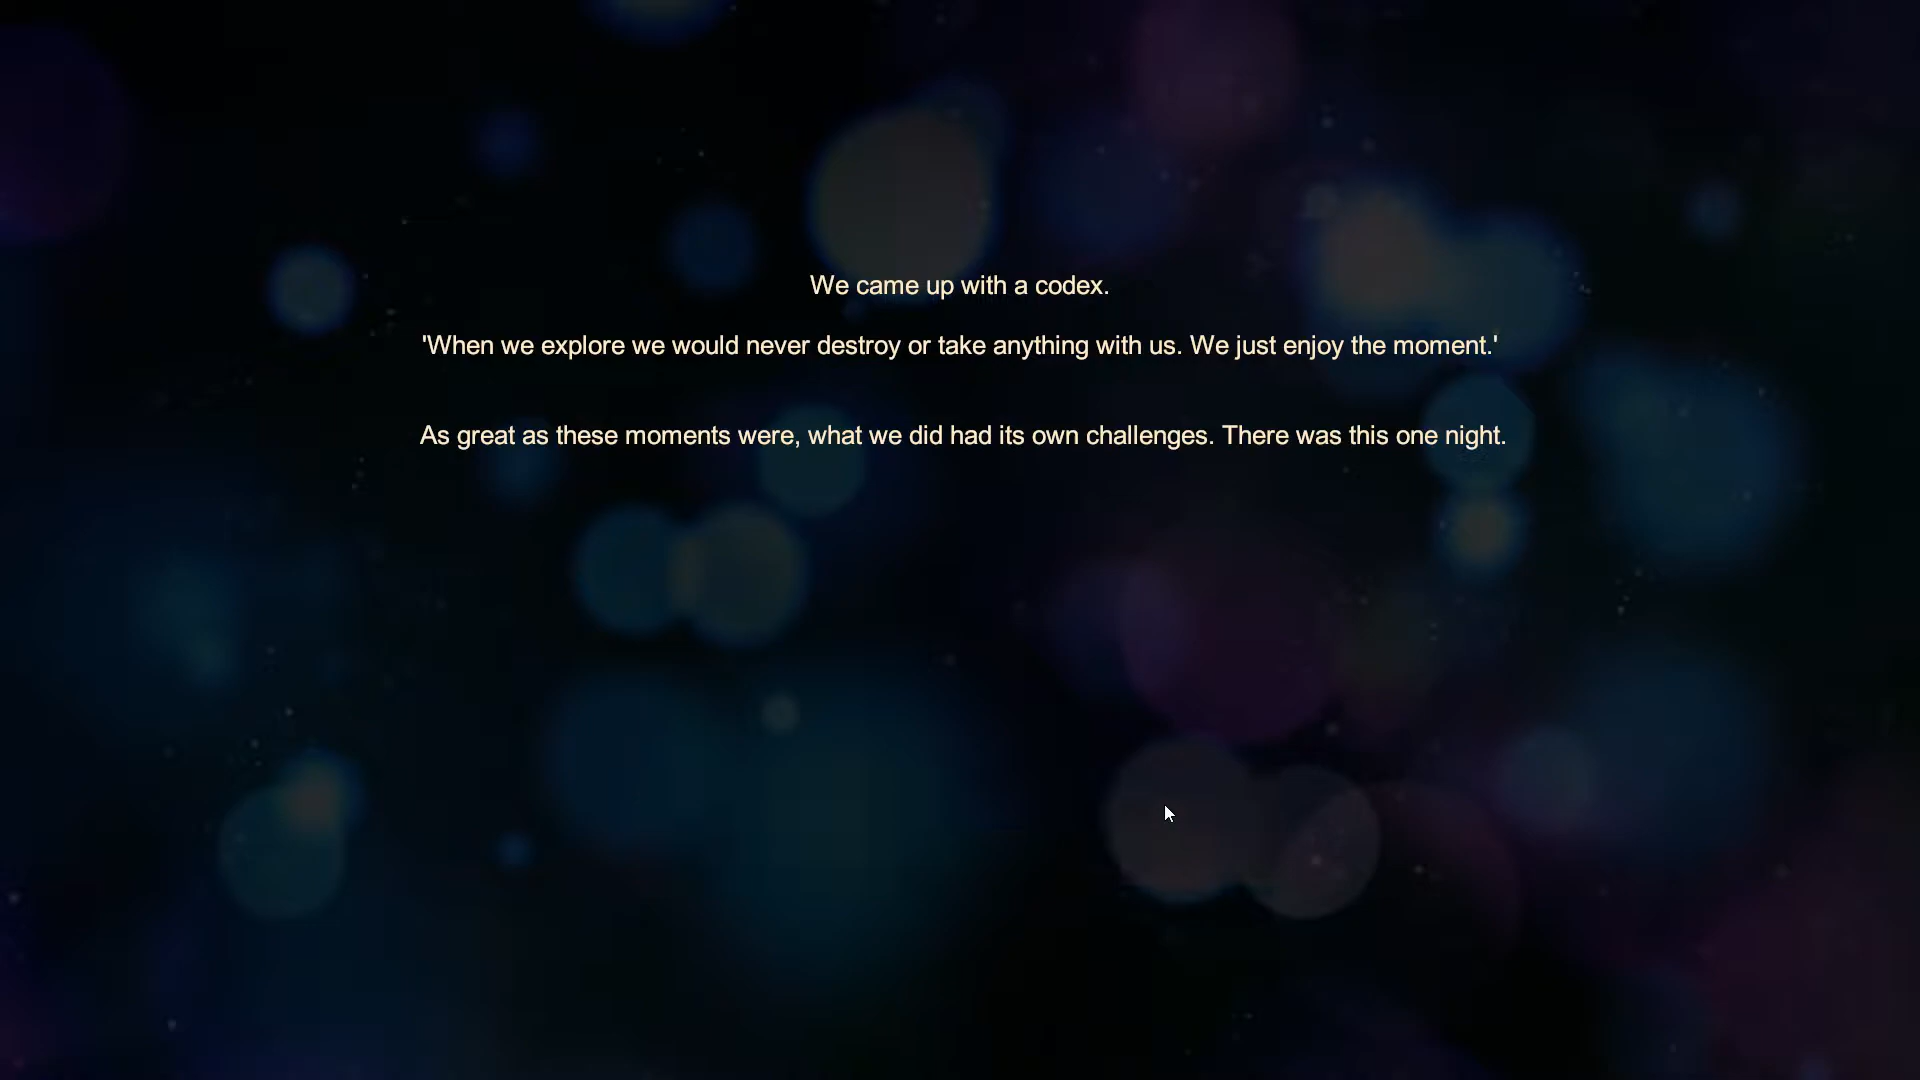 We came up with a codex.
'When we explore we would never destroy or take anything with us. We just enjoy the moment.'
As great as these moments were, what we did had its own challenges. There was this one night.